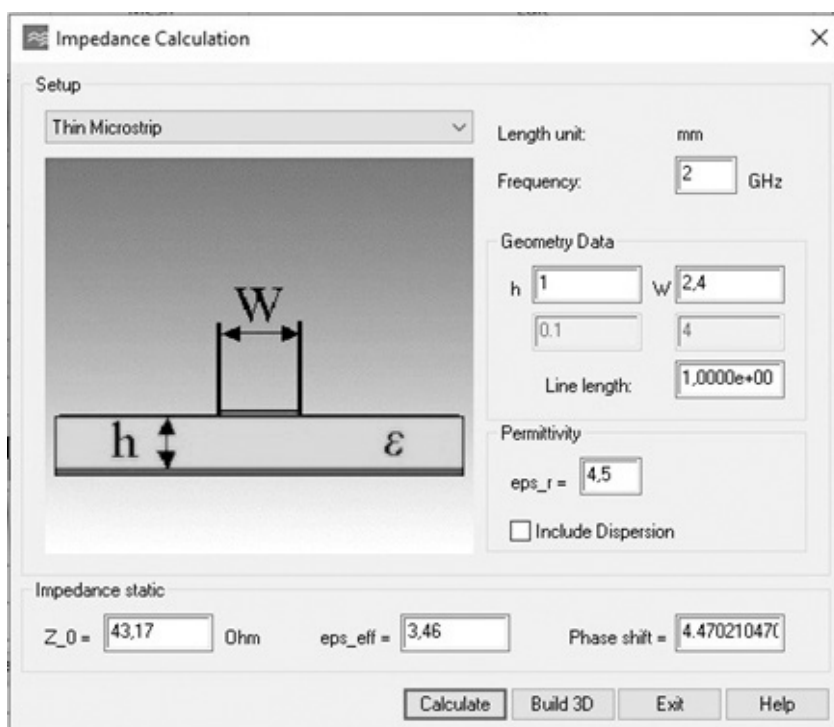 Impedance Calculation
Setup
Thin Microstrip
Length unit: mm
Frequency: 2 GHz
Geometry Data
h 1 W 2,4
0.1 4
Line length: 1,0000e+00
W
h ε
Permittivity
eps_r = 4,5
Include Dispersion
Impedance static
Z_0 = 43,17 Ohm eps_eff = 3,46 Phase shift = 4.470210470
Calculate Build 3D Exit Help